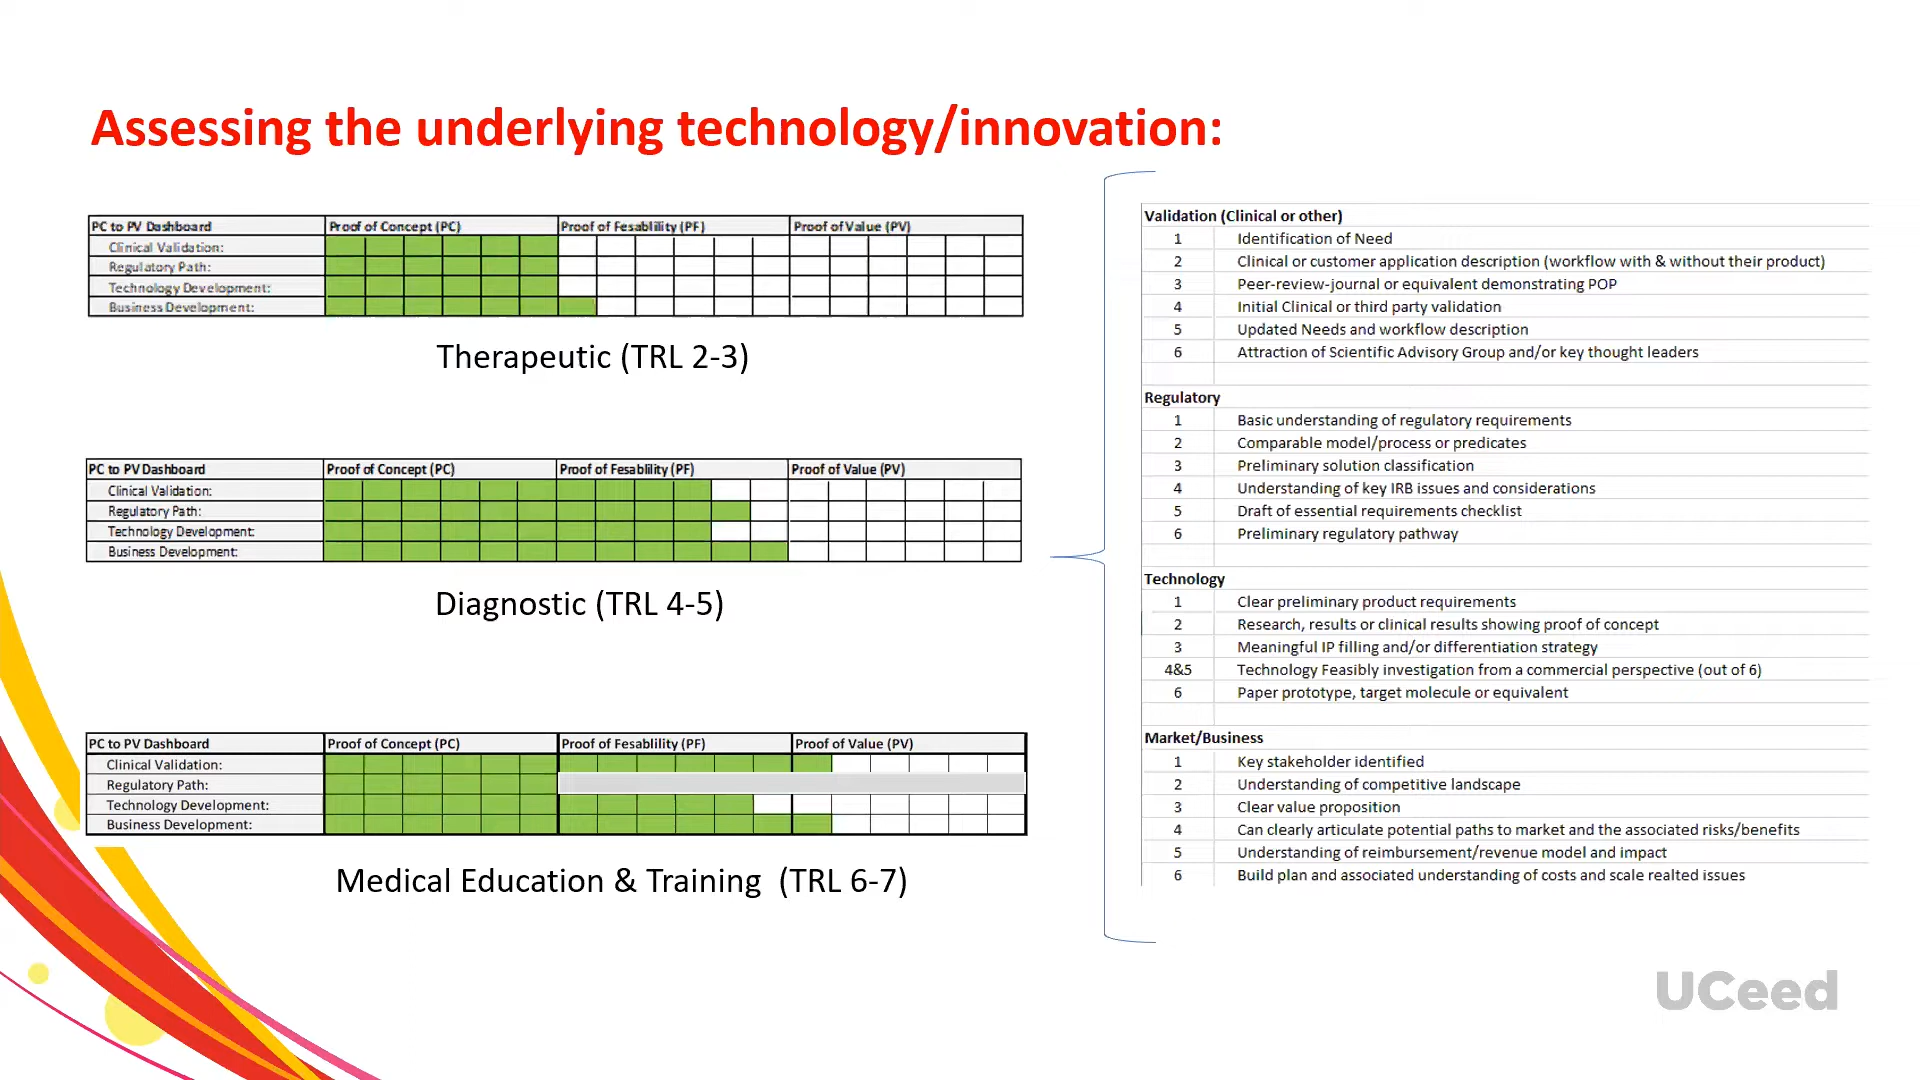 Assessing the underlying technology/innovation:
PC to PV Dashboard Proof of Concept (PC) Proof of Fesablility (PF) Proof of Value (PV)
Clinical Validation:
Regulatory Path:
Technology Development:
Business Development:
Therapeutic (TRL 2-3)
PC to PV Dashboard Proof of Concept (PC) Proof of Fesablility (PF) Proof of Value (PV)
Clinical Validation:
Regulatory Path:
Technology Development:
Business Development:
Diagnostic (TRL 4-5)
PC to PV Dashboard Proof of Concept (PC) Proof of Fesablility (PF) Proof of Value (PV)
Clinical Validation:
Regulatory Path:
Technology Development:
Business Development:
Medical Education & Training (TRL 6-7)
Validation (Clinical or other)
1 Identification of Need
2 Clinical or customer application description (workflow with & without their product)
3 Peer-review-journal or equivalent demonstrating POP
4 Initial Clinical or third party validation
5 Updated Needs and workflow description
6 Attraction of Scientific Advisory Group and/or key thought leaders
Regulatory
1 Basic understanding of regulatory requirements
2 Comparable model/process or predicates
3 Preliminary solution classification
4 Understanding of key IRB issues and considerations
5 Draft of essential requirements checklist
6 Preliminary regulatory pathway
Technology
1 Clear preliminary product requirements
2 Research, results or clinical results showing proof of concept
3 Meaningful IP filling and/or differentiation strategy
4&5 Technology Feasibly investigation from a commercial perspective (out of 6)
6 Paper prototype, target molecule or equivalent
Market/Business
1 Key stakeholder identified
2 Understanding of competitive landscape
3 Clear value proposition
4 Can clearly articulate potential paths to market and the associated risks/benefits
5 Understanding of reimbursement/revenue model and impact
6 Build plan and associated understanding of costs and scale realted issues
UCeed